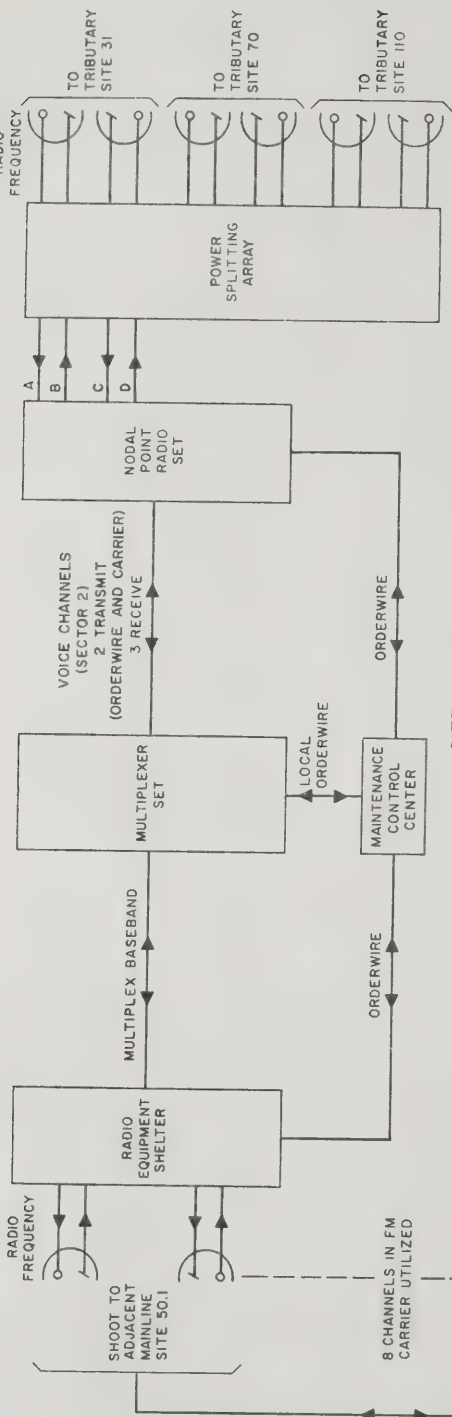 RADIO
FREQUENCY
SHOOT TO
ADJACENT
MAINLINE
SITE 50.1
8 CHANNELS IN FM
CARRIER UTILIZED
RADIO
EQUIPMENT
SHELTER
MULTIPLEX BASEBAND
ORDERWIRE
MULTIPLEXER
SET
LOCAL
ORDERWIRE
MAINTENANCE
CONTROL
CENTER
VOICE CHANNELS
(SECTOR 2)
2 TRANSMIT
(ORDERWIRE AND CARRIER)
3 RECEIVE
ORDERWIRE
NODAL
POINT
RADIO
SET
A
B
C
D
POWER
SPLITTING
ARRAY
FREQUENCY
TO
TRIBUTARY
SITE 31
TO
TRIBUTARY
SITE 70
TO
TRIBUTARY
SITE 110